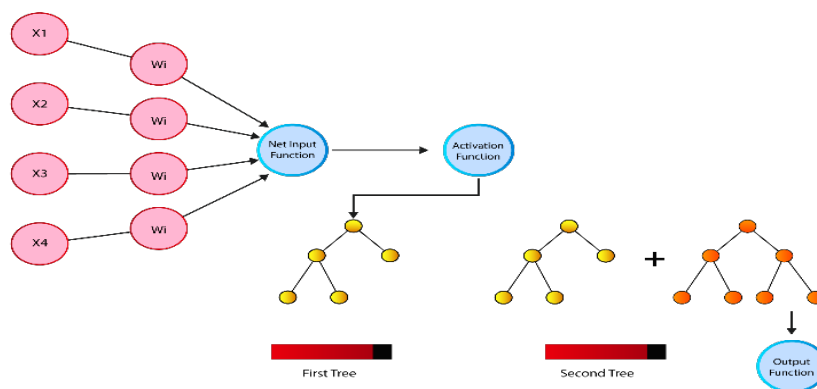 X1
Wi
X2
Wi
X3
Wi
X4
Wi
Net Input
Function
Activation
Function
+
First Tree
Second Tree
Output
Function